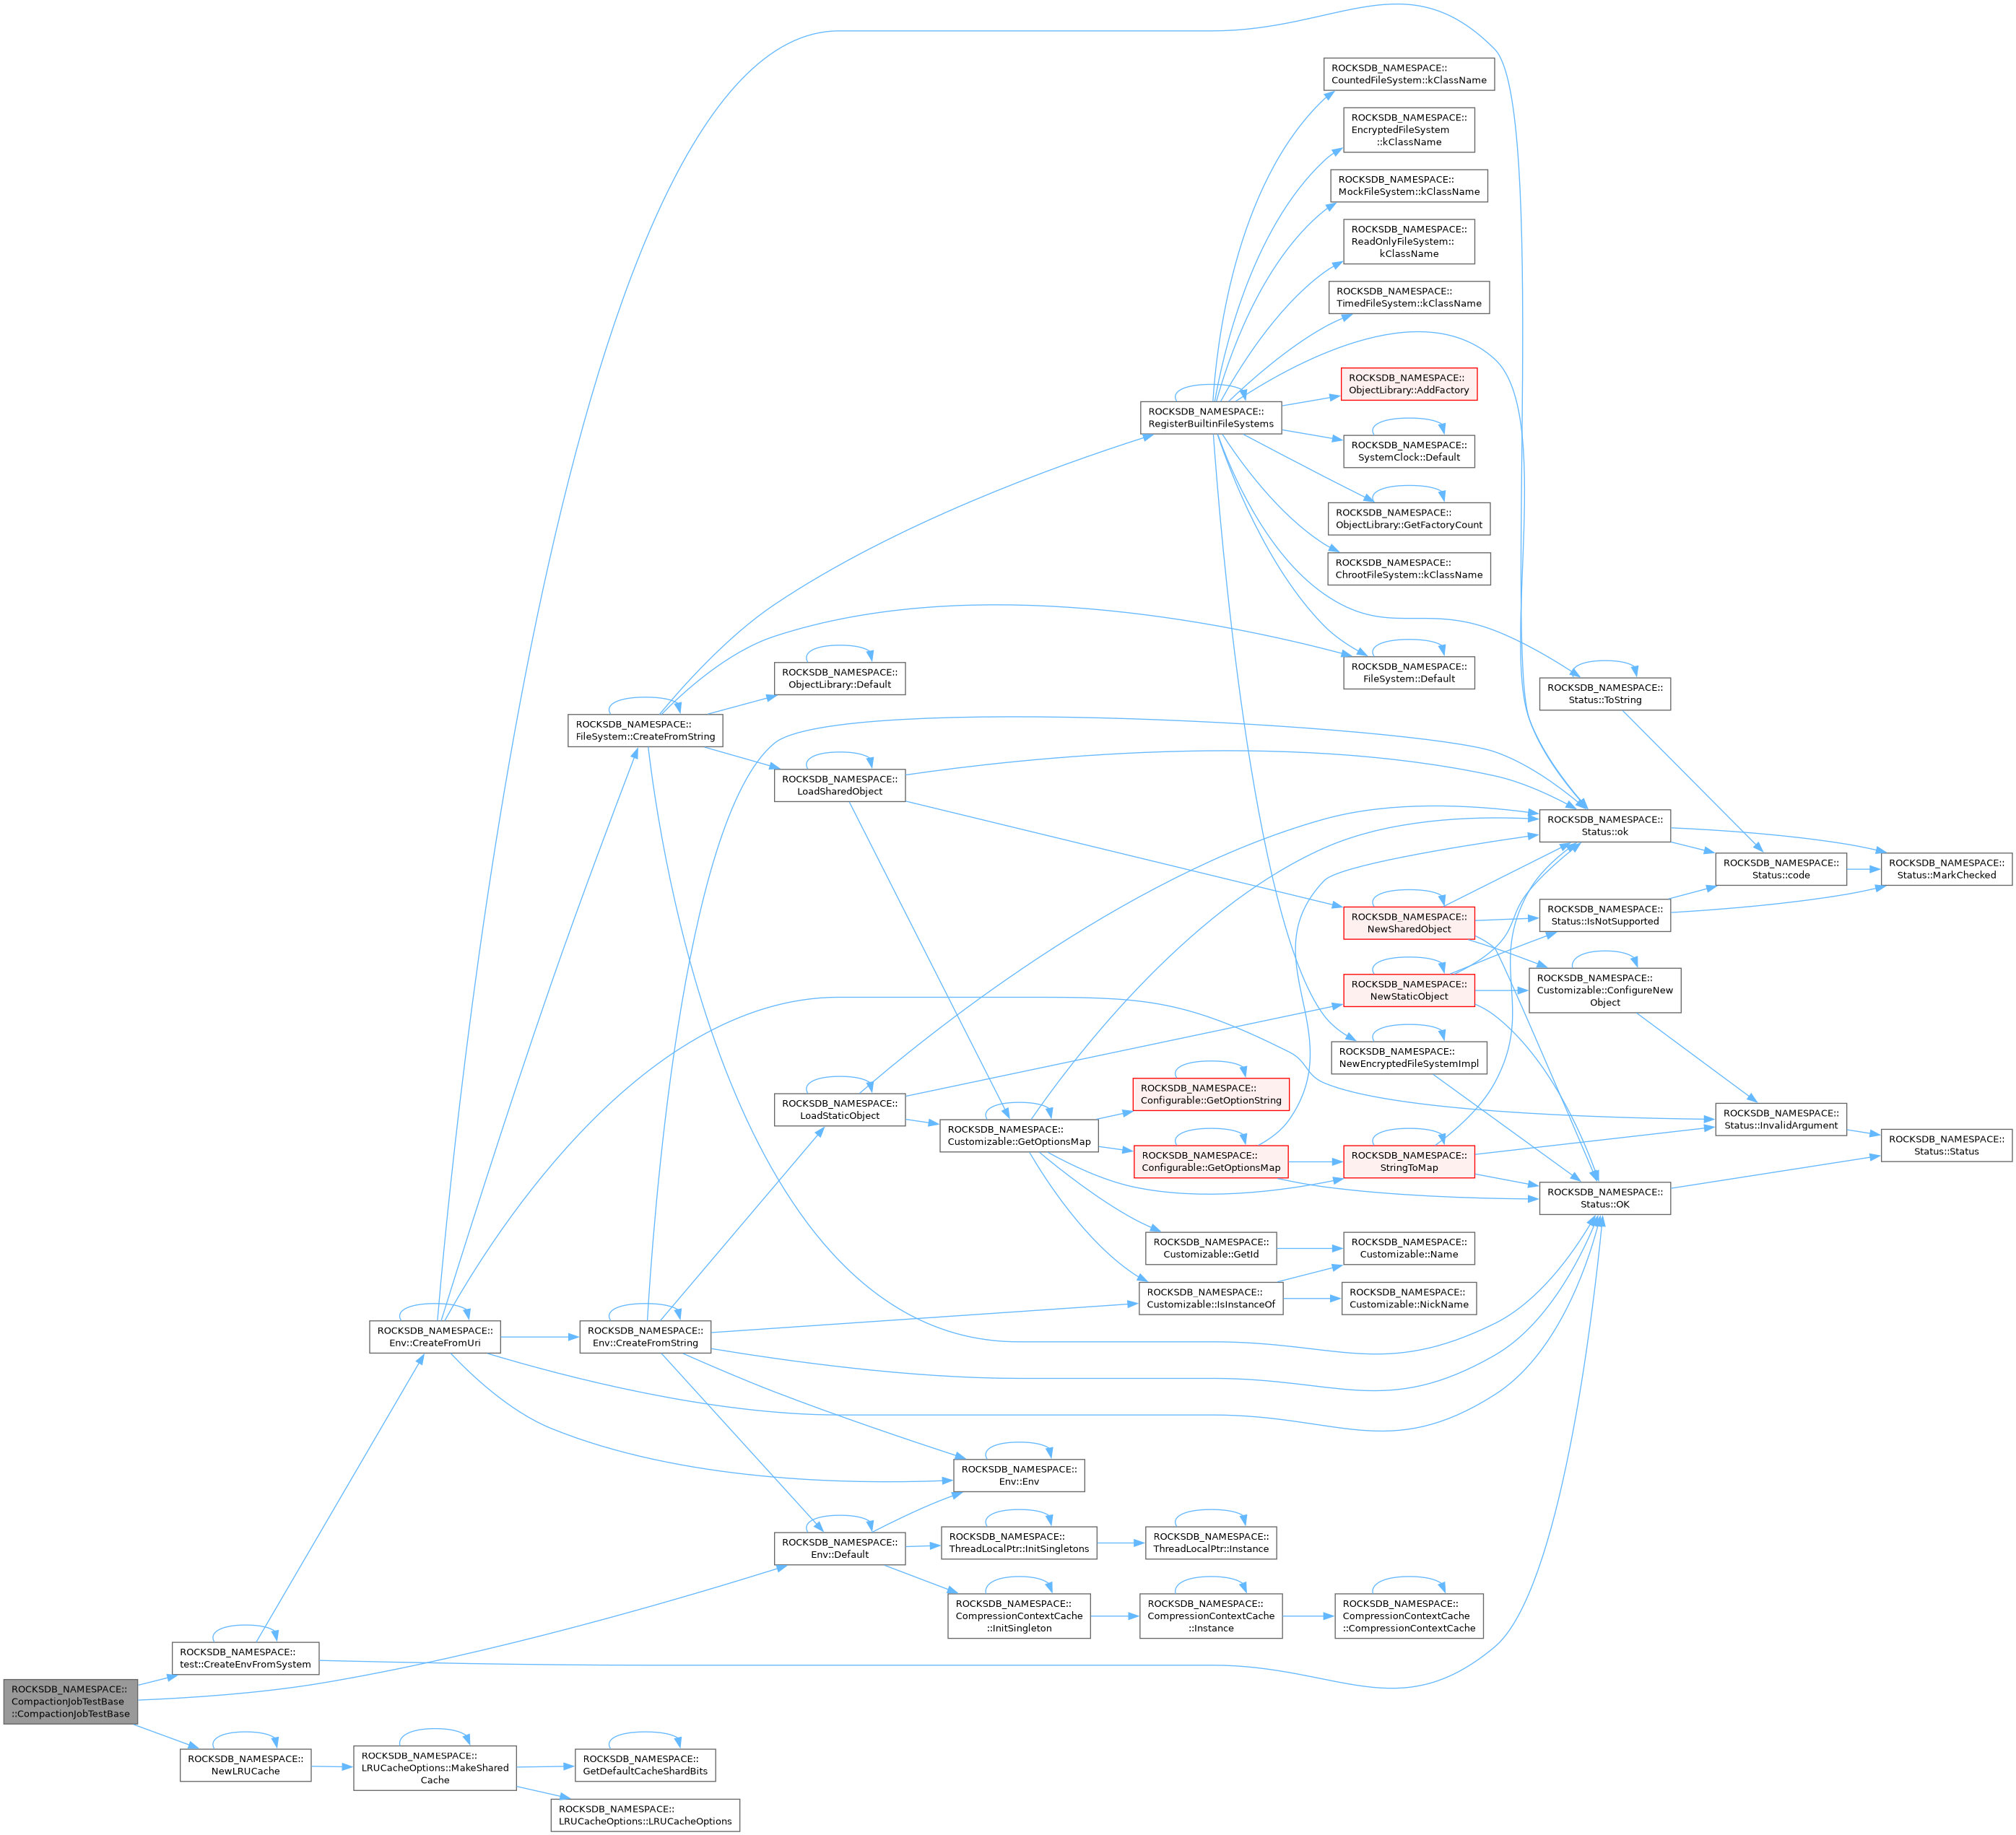 ROCKSDB_NAMESPACE::
CompactionJobTestBase
::CompactionJobTestBase
ROCKSDB_NAMESPACE::
test::CreateEnvFromSystem
ROCKSDB_NAMESPACE::
NewLRUCache
ROCKSDB_NAMESPACE::
Env::CreateFromUri
ROCKSDB_NAMESPACE::
LRUCacheOptions::MakeShared
Cache
ROCKSDB_NAMESPACE::
FileSystem::CreateFromString
ROCKSDB_NAMESPACE::
Env::CreateFromString
ROCKSDB_NAMESPACE::
GetDefaultCacheShardBits
ROCKSDB_NAMESPACE::
LRUCacheOptions::LRUCacheOptions
ROCKSDB_NAMESPACE::
ObjectLibrary::Default
ROCKSDB_NAMESPACE::
LoadSharedObject
ROCKSDB_NAMESPACE::
LoadStaticObject
ROCKSDB_NAMESPACE::
Env::Default
ROCKSDB_NAMESPACE::
Customizable::GetOptionsMap
ROCKSDB_NAMESPACE::
Env::Env
ROCKSDB_NAMESPACE::
ThreadLocalPtr::InitSingletons
ROCKSDB_NAMESPACE::
CompressionContextCache
::InitSingleton
ROCKSDB_NAMESPACE::
RegisterBuiltinFileSystems
ROCKSDB_NAMESPACE::
Configurable::GetOptionString
ROCKSDB_NAMESPACE::
Configurable::GetOptionsMap
ROCKSDB_NAMESPACE::
Customizable::GetId
ROCKSDB_NAMESPACE::
Customizable::IsInstanceOf
ROCKSDB_NAMESPACE::
ThreadLocalPtr::Instance
ROCKSDB_NAMESPACE::
CompressionContextCache
::Instance
ROCKSDB_NAMESPACE::
CountedFileSystem::kClassName
ROCKSDB_NAMESPACE::
EncryptedFileSystem
::kClassName
ROCKSDB_NAMESPACE::
MockFileSystem::kClassName
ROCKSDB_NAMESPACE::
ReadOnlyFileSystem::
kClassName
ROCKSDB_NAMESPACE::
TimedFileSystem::kClassName
ROCKSDB_NAMESPACE::
ObjectLibrary::AddFactory
ROCKSDB_NAMESPACE::
SystemClock::Default
ROCKSDB_NAMESPACE::
ObjectLibrary::GetFactoryCount
ROCKSDB_NAMESPACE::
ChrootFileSystem::kClassName
ROCKSDB_NAMESPACE::
FileSystem::Default
ROCKSDB_NAMESPACE::
NewSharedObject
ROCKSDB_NAMESPACE::
NewStaticObject
ROCKSDB_NAMESPACE::
NewEncryptedFileSystemImpl
ROCKSDB_NAMESPACE::
StringToMap
ROCKSDB_NAMESPACE::
Customizable::Name
ROCKSDB_NAMESPACE::
Customizable::NickName
ROCKSDB_NAMESPACE::
CompressionContextCache
::CompressionContextCache
ROCKSDB_NAMESPACE::
Status::ToString
ROCKSDB_NAMESPACE::
Status::ok
ROCKSDB_NAMESPACE::
Status::IsNotSupported
ROCKSDB_NAMESPACE::
Customizable::ConfigureNew
Object
ROCKSDB_NAMESPACE::
Status::OK
ROCKSDB_NAMESPACE::
Status::code
ROCKSDB_NAMESPACE::
Status::InvalidArgument
ROCKSDB_NAMESPACE::
Status::MarkChecked
ROCKSDB_NAMESPACE::
Status::Status